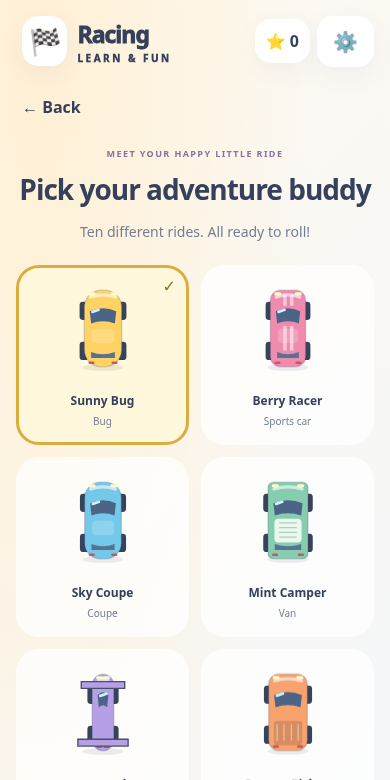 Racing
LEARN & FUN
0
← Back
MEET YOUR HAPPY LITTLE RIDE
Pick your adventure buddy
Ten different rides. All ready to roll!
✓
Sunny Bug
Bug
Berry Racer
Sports car
Sky Coupe
Coupe
Mint Camper
Van